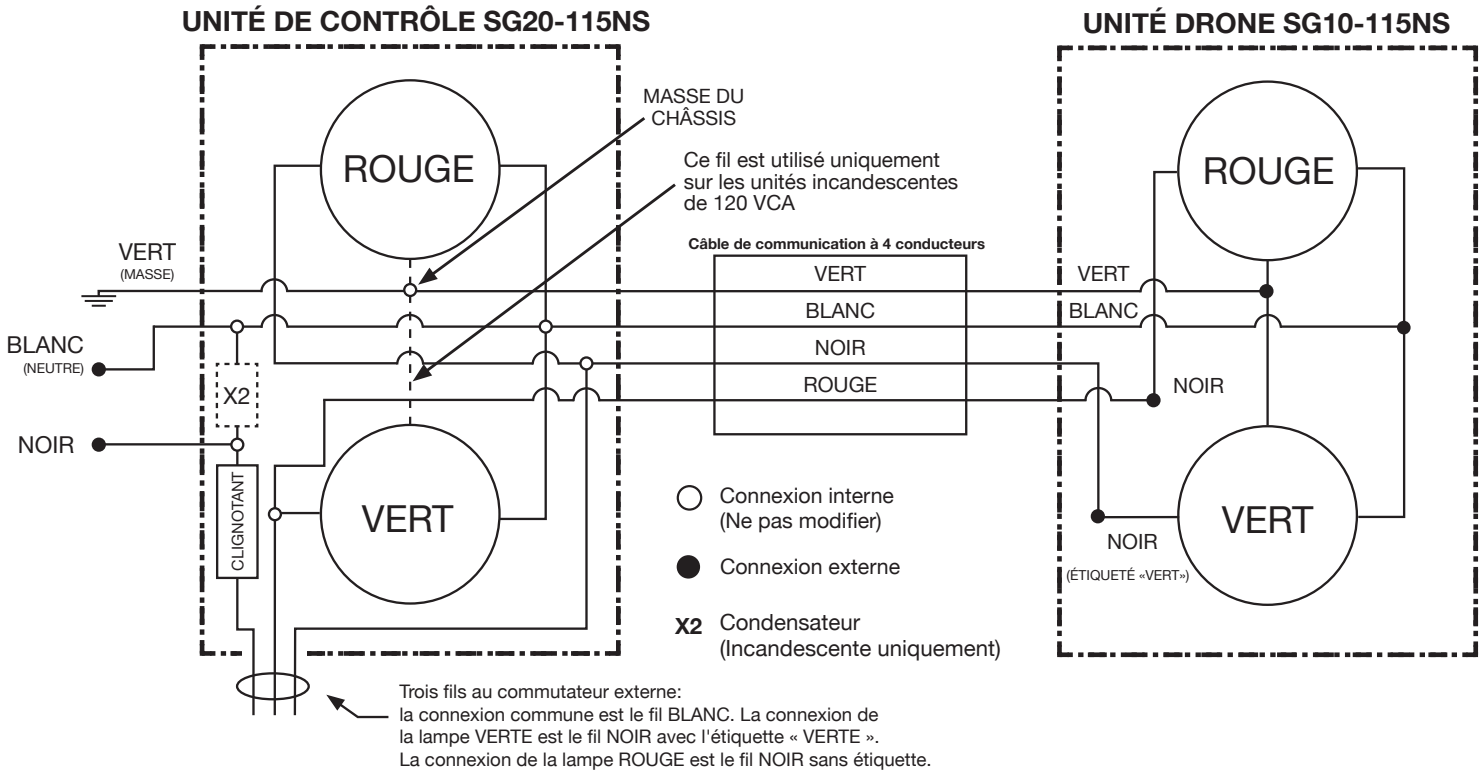 UNITÉ DE CONTRÔLE SG20-115NS
UNITÉ DRONE SG10-115NS
ROUGE
MASSE DU
CHÂSSIS
Ce fil est utilisé uniquement
sur les unités incandescentes
de 120 VCA
ROUGE
VERT
(MASSE)
Câble de communication à 4 conducteurs
VERT
BLANC
NOIR
ROUGE
VERT
BLANC
NOIR
BLANC
(NEUTRE)
X2
NOIR
CLIGNOTANT
VERT
Connexion interne
(Ne pas modifier)
Connexion externe
X2 Condensateur
(Incandescente uniquement)
NOIR
(ÉTIQUETÉ «VERT»)
VERT
Trois fils au commutateur externe:
la connexion commune est le fil BLANC. La connexion de
la lampe VERTE est le fil NOIR avec l'étiquette « VERTE ».
La connexion de la lampe ROUGE est le fil NOIR sans étiquette.